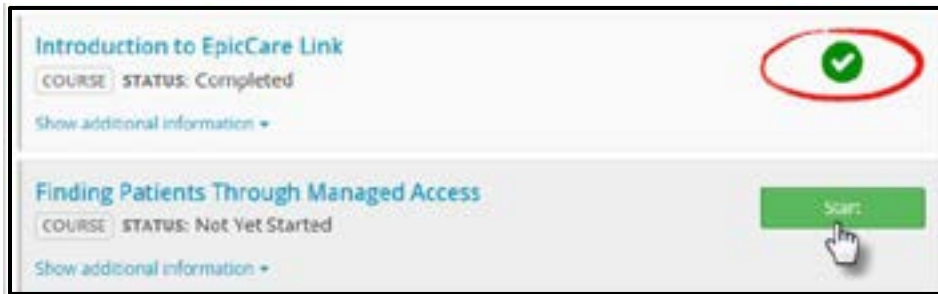 Introduction to EpicCare Link
COURSE STATUS: Completed
Show additional information
Finding Patients Through Managed Access
Start
COURSE STATUS: Not Yet Started
Show additional information